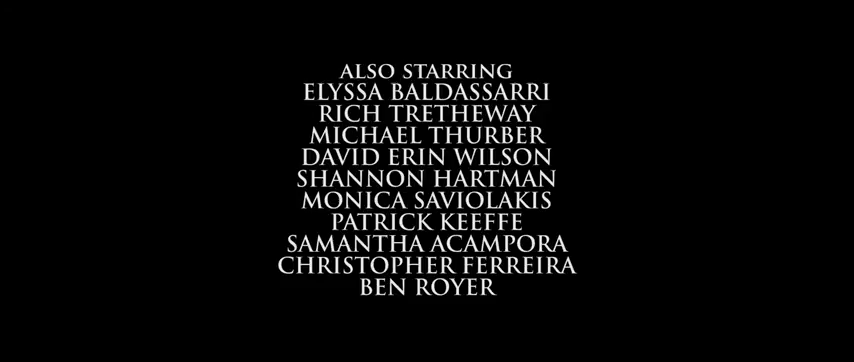 ALSO STARRING
ELYSSA BALDASSARRI
RICH TRETHEWAY
MICHAEL THURBER
DAVID ERIN WILSON
SHANNON HARTMAN
MONICA SAVIOLAKIS
PATRICK KEEFFE
SAMANTHA ACAMPORA
CHRISTOPHER FERREIRA
BEN ROYER